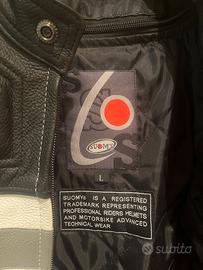 SUOMY
L
SUOMY® IS A REGISTERED
TRADEMARK REPRESENTING
PROFESSIONAL RIDERS HELMETS
AND MOTORBIKE ADVANCED
TECHNICAL WEAR
subito